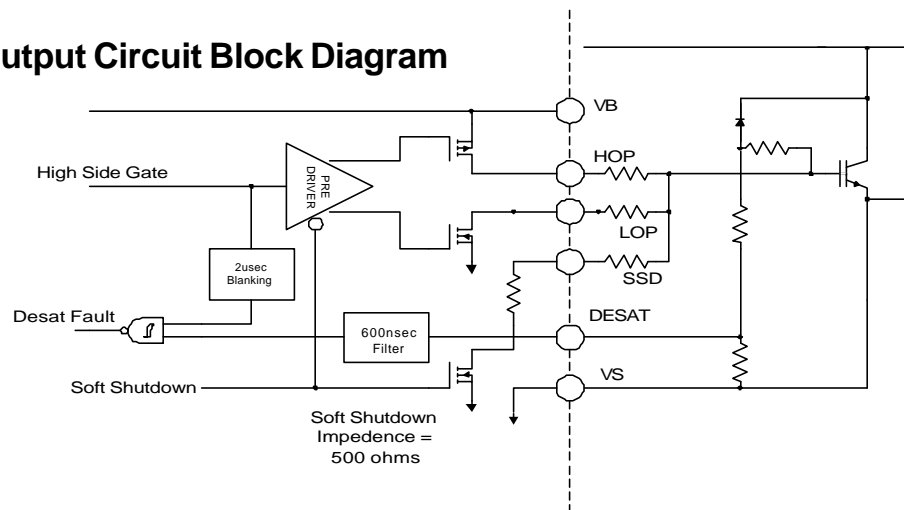 utput Circuit Block Diagram
VB
HOP
High Side Gate
PRE
DRIVER
LOP
2usec
Blanking
SSD
Desat Fault
600nsec
Filter
DESAT
Soft Shutdown
VS
Soft Shutdown
Impedence =
500 ohms